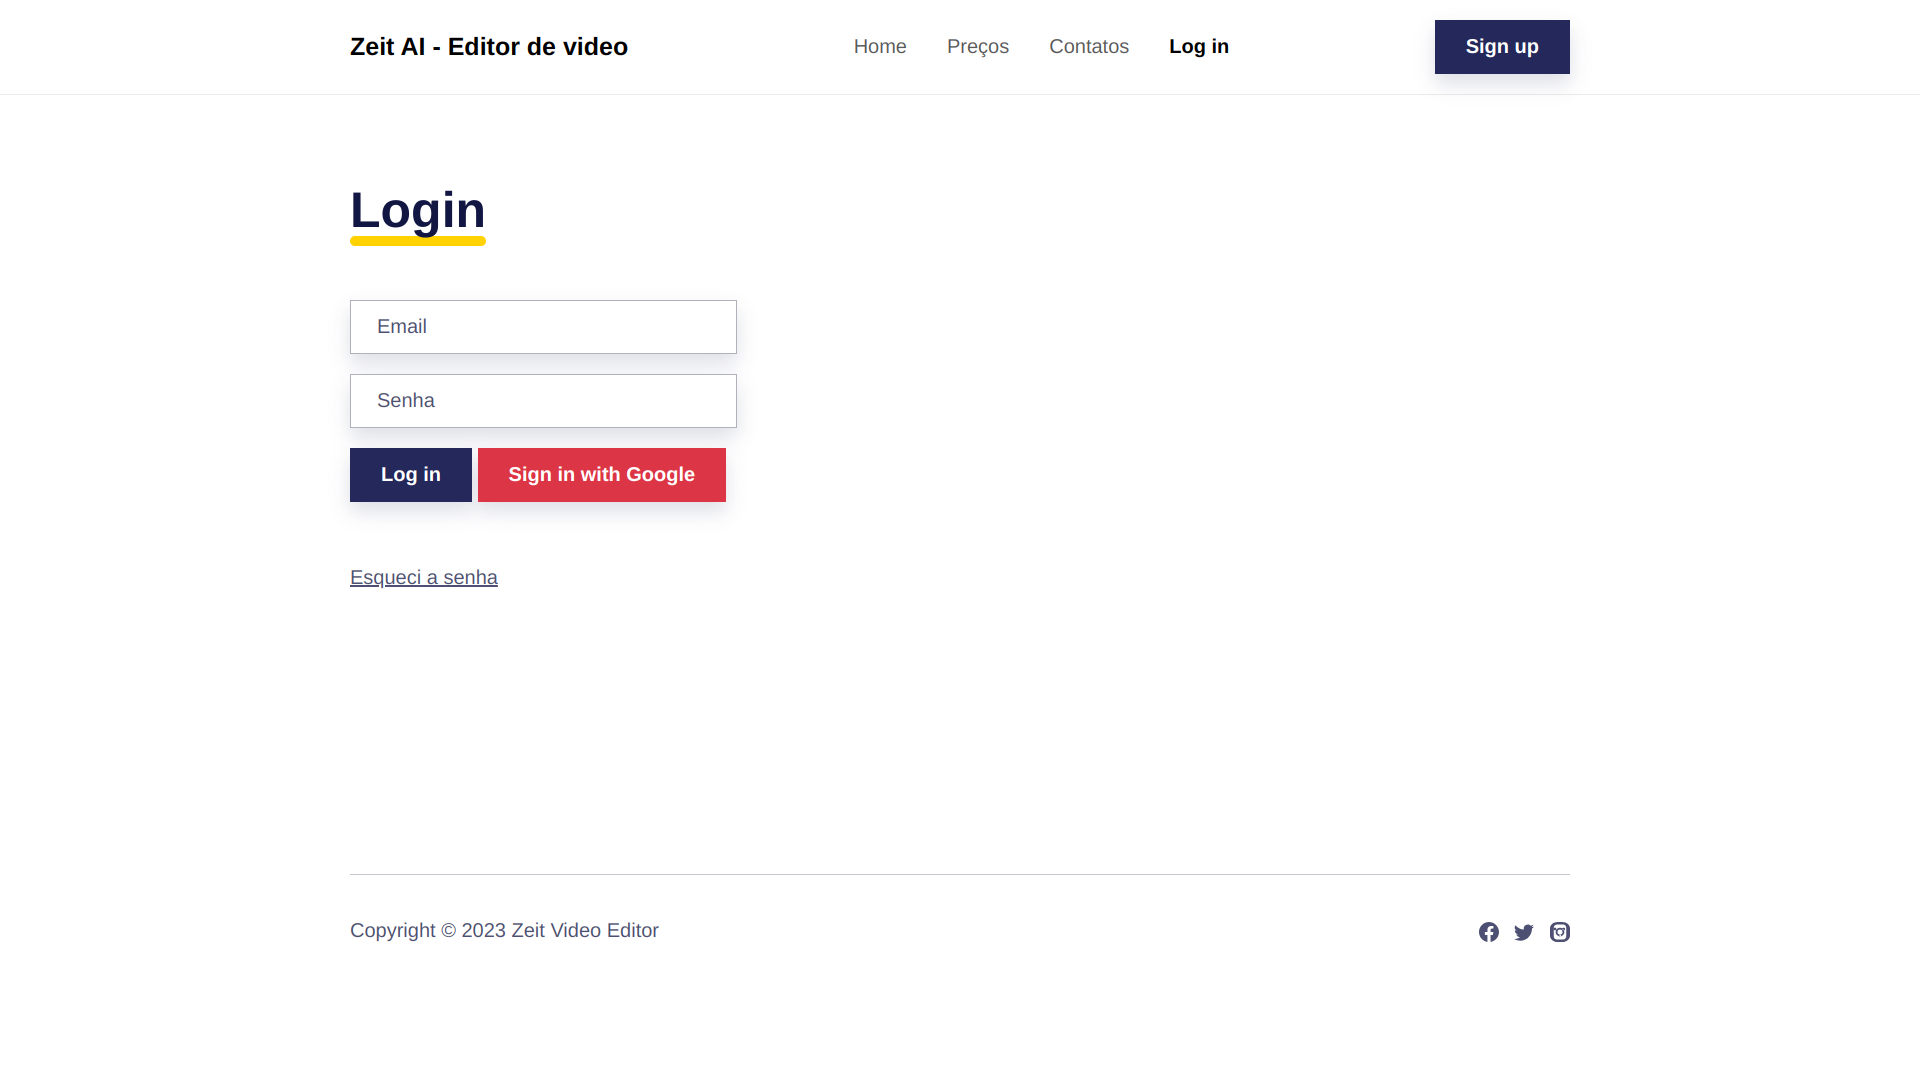 Zeit AI - Editor de video
Home
Preços
Contatos
Log in
Sign up
Login
Email
Senha
Log in
Sign in with Google
Esqueci a senha
Copyright © 2023 Zeit Video Editor